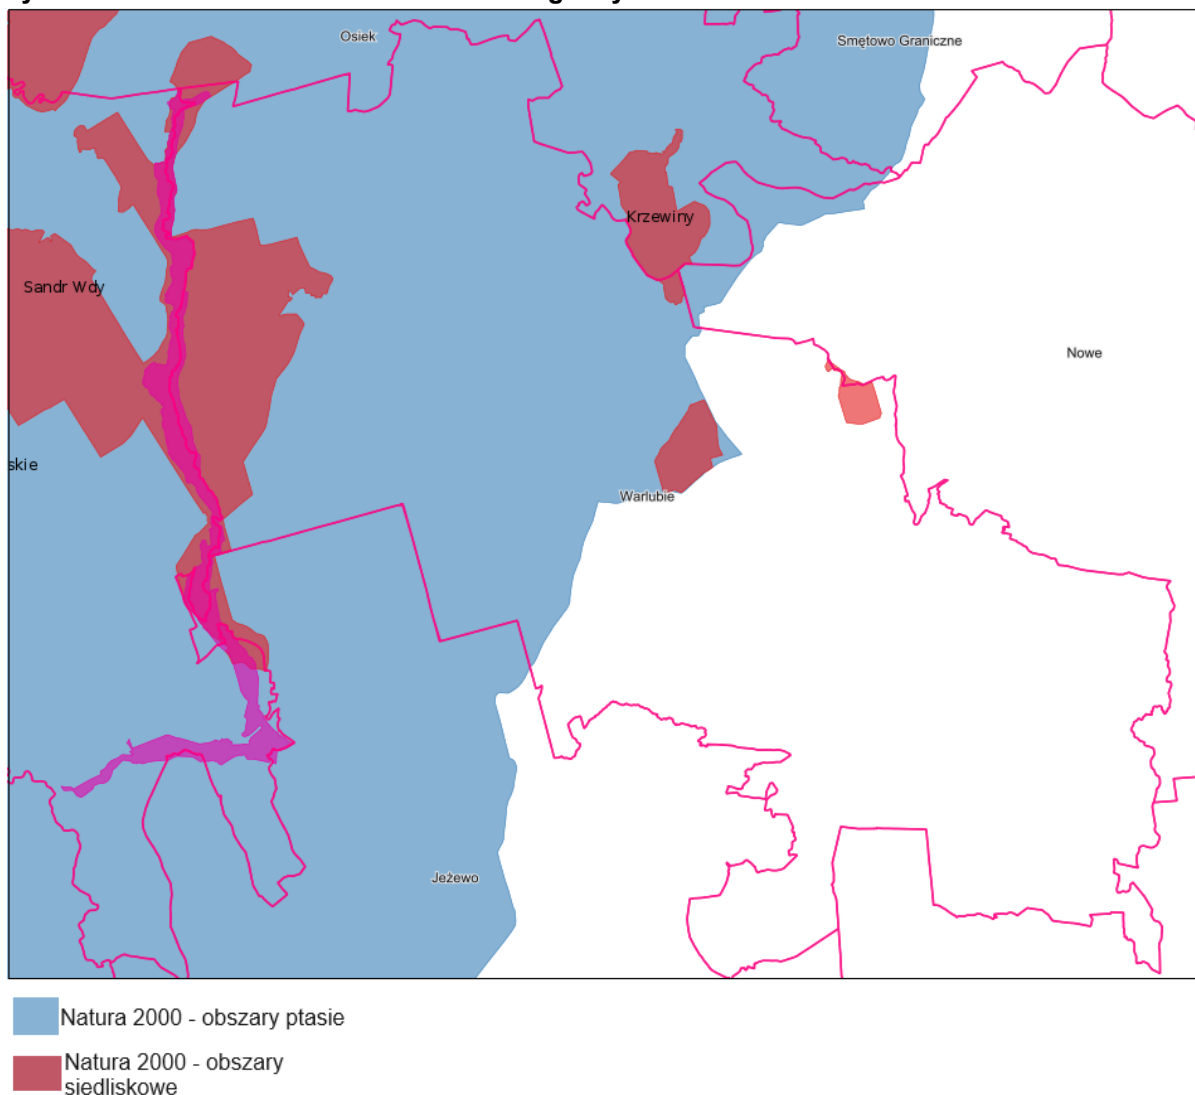 Osiek
Smętowo Graniczne
Krzewiny
Sandr Wdy
Nowe
skie
Warlubie
Jeżewo
Natura 2000 - obszary ptasie
Natura 2000 - obszary
siedliskowe